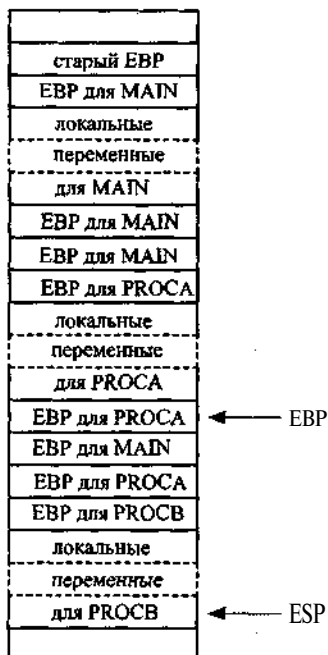 старый EBP
EBP для MAIN
локальные
переменные
для MAIN
EBP для MAIN
EBP для MAIN
EBP для PROCA
локальные
переменные
для PROCA
EBP для PROCA
EBP
EBP для MAIN
EBP для PROCA
EBP для PROCB
локальные
переменные
для PROCB
ESP